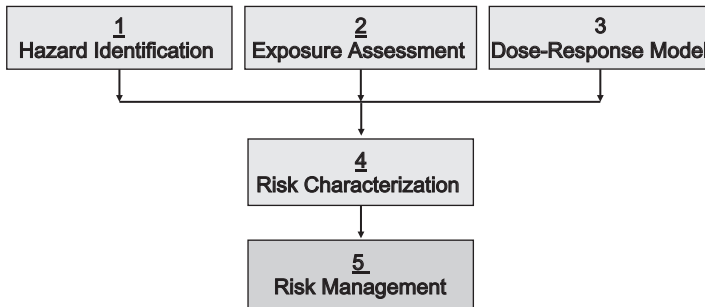 1
Hazard Identification
2
Exposure Assessment
3
Dose-Response Model
4
Risk Characterization
5
Risk Management